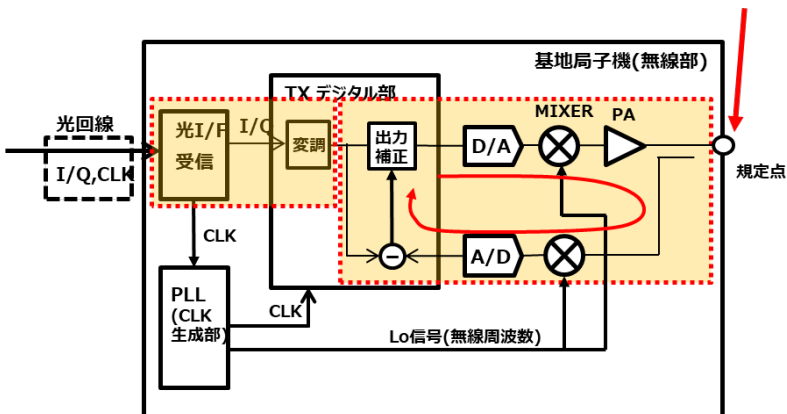 基地局子機(無線部)
TX デジタル部
光回線
I/Q,CLK
光I/F
受信
I/Q
変調
出力
補正
D/A
MIXER
PA
規定点
A/D
CLK
PLL
(CLK
生成部)
CLK
Lo信号(無線周波数)